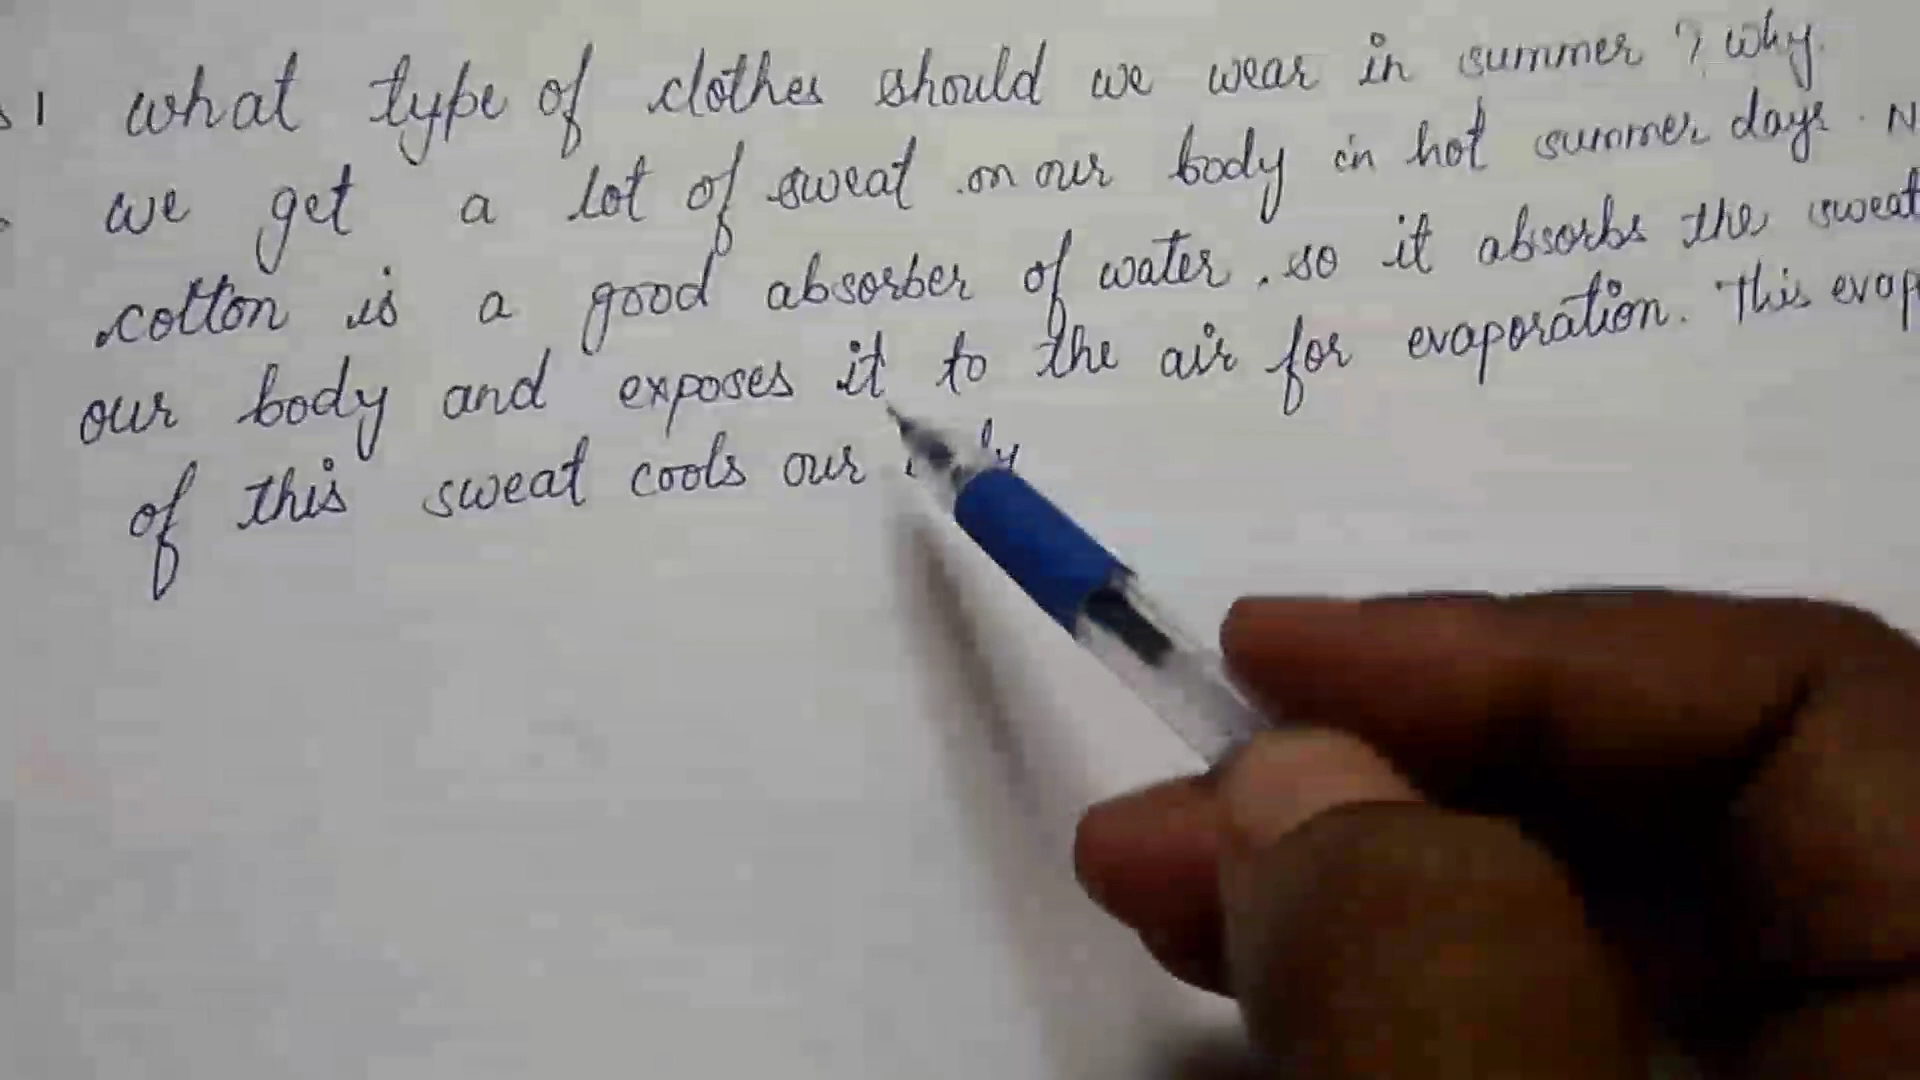 1 what type of clothes should we wear in summer ? why.
we get a lot of sweat on our body in hot summer days. N
cotton is a good absorber of water, so it absorbs the sweat
our body and exposes it to the air for evaporation. This evap
of this sweat cools our